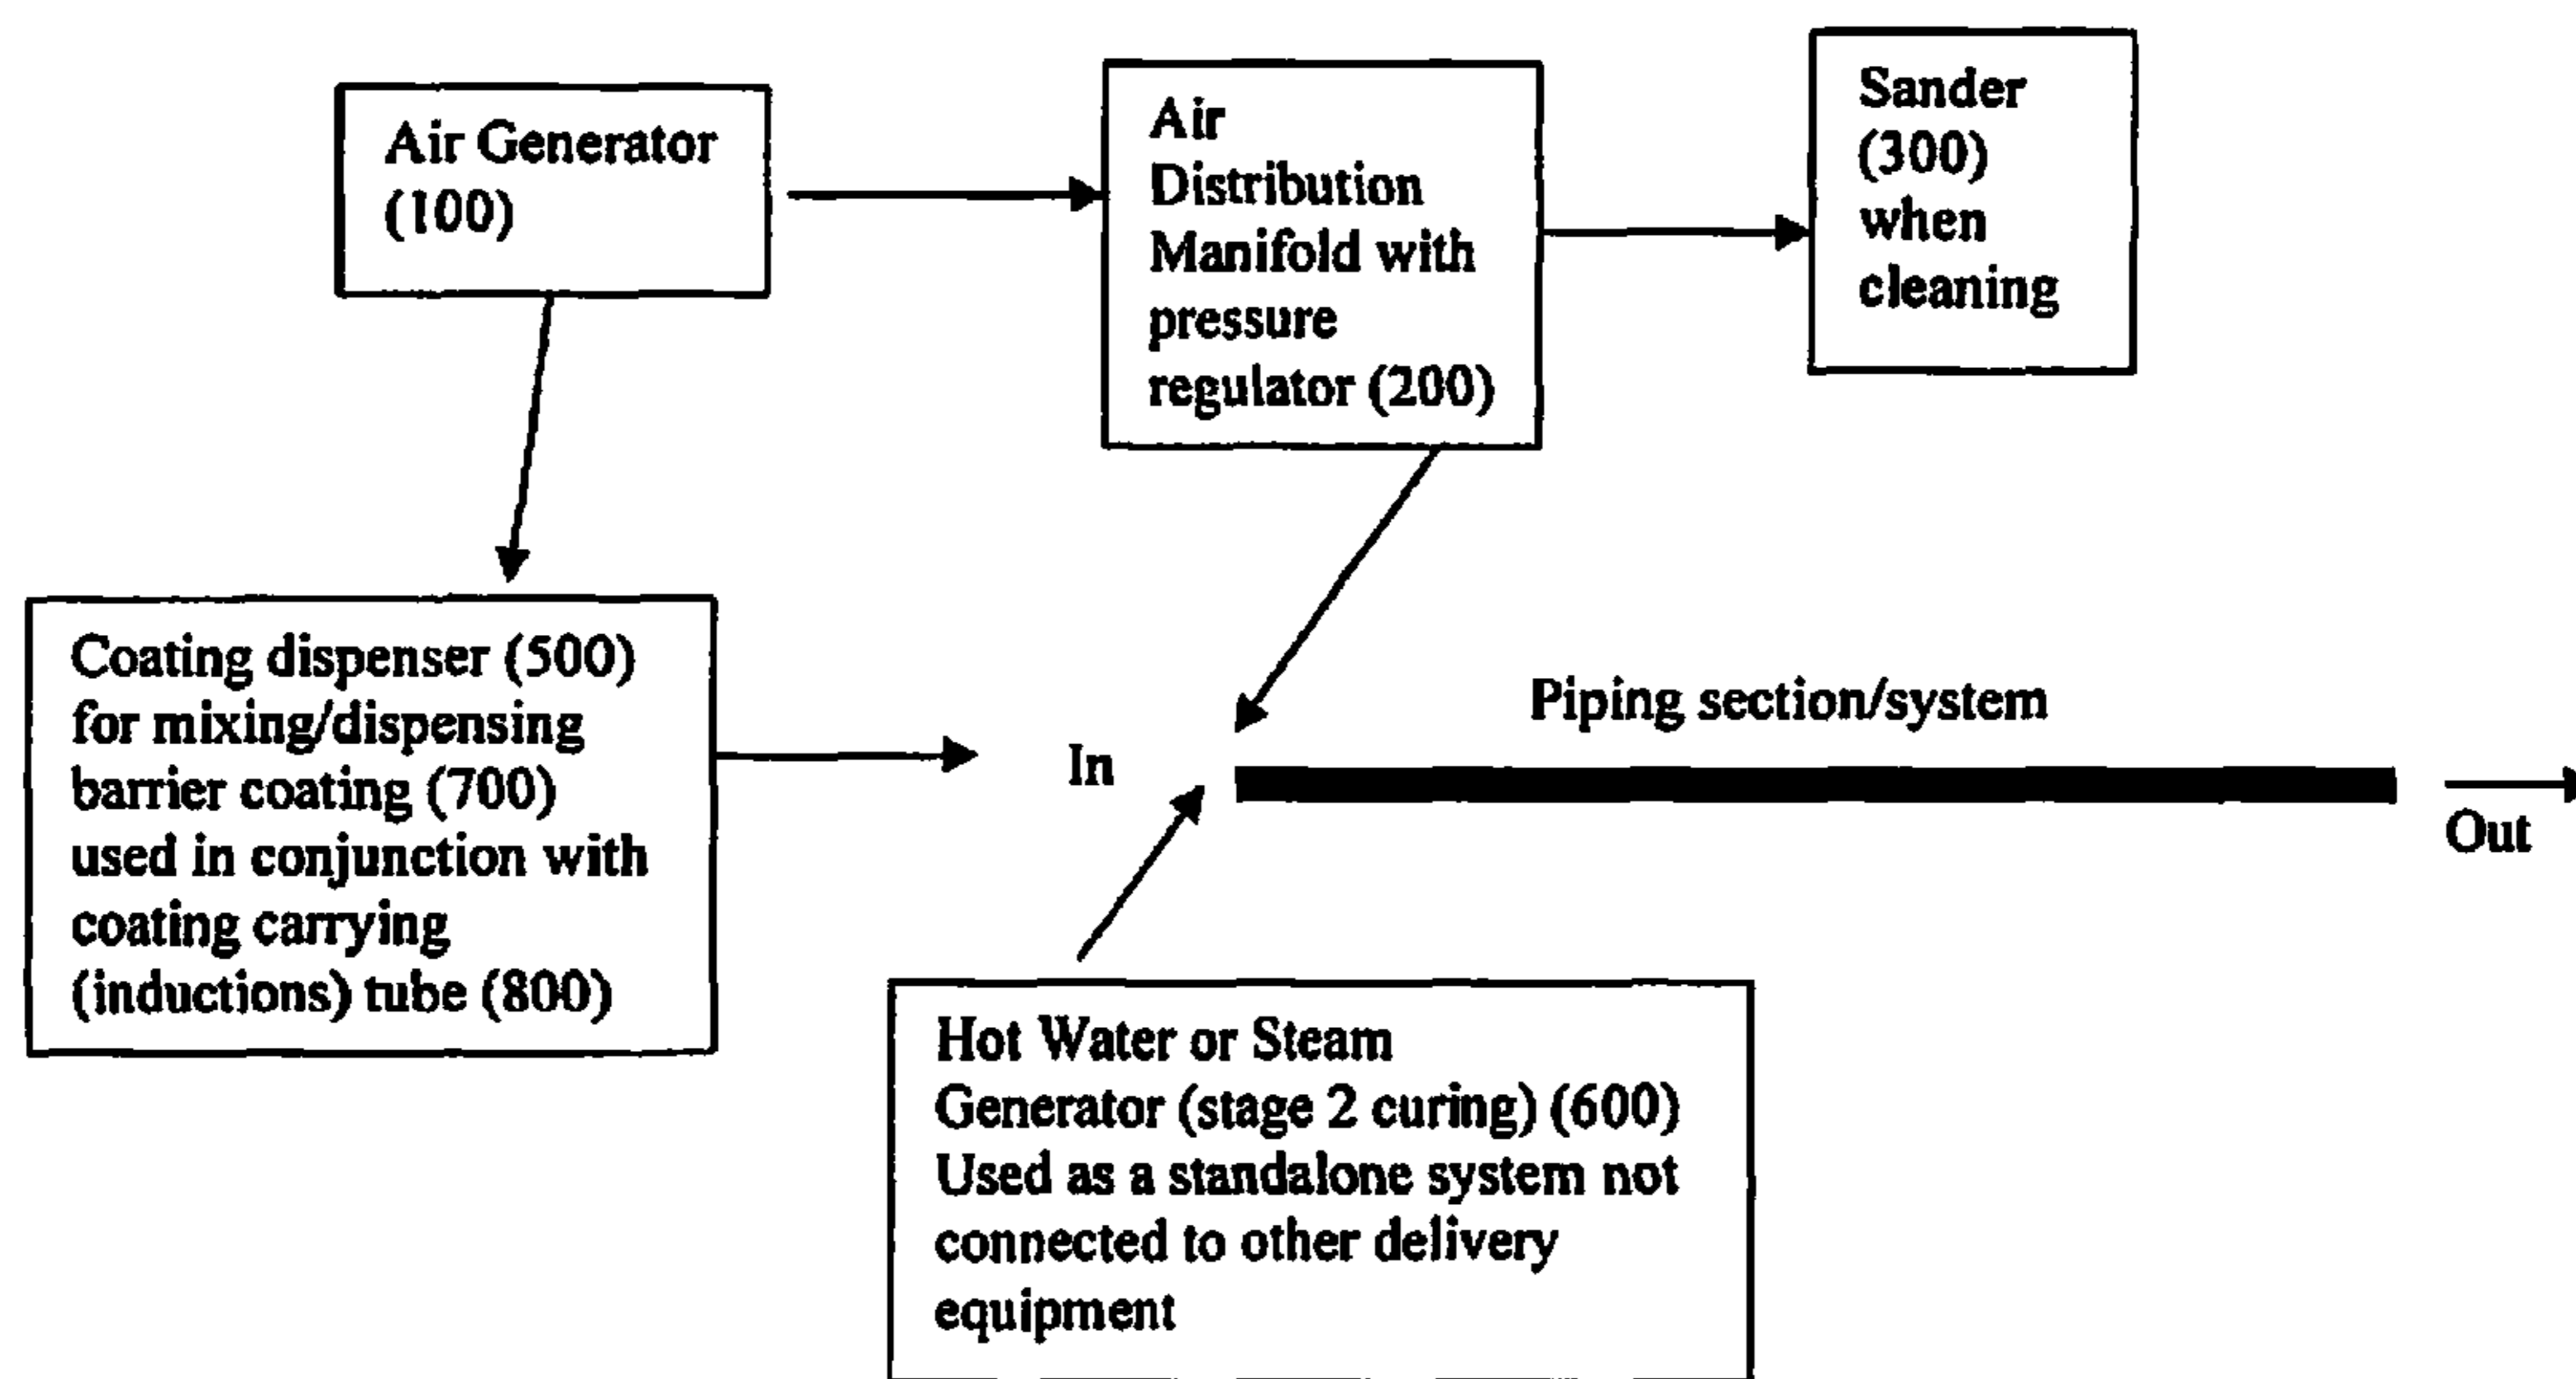 Air Generator
(100)
Air
Distribution
Manifold with
pressure
regulator (200)
Sander
(300)
when
cleaning
Coating dispenser (500)
for mixing/dispensing
barrier coating (700)
used in conjunction with
coating carrying
(inductions) tube (800)
In
Piping section/system
Out
Hot Water or Steam
Generator (stage 2 curing) (600)
Used as a standalone system not
connected to other delivery
equipment